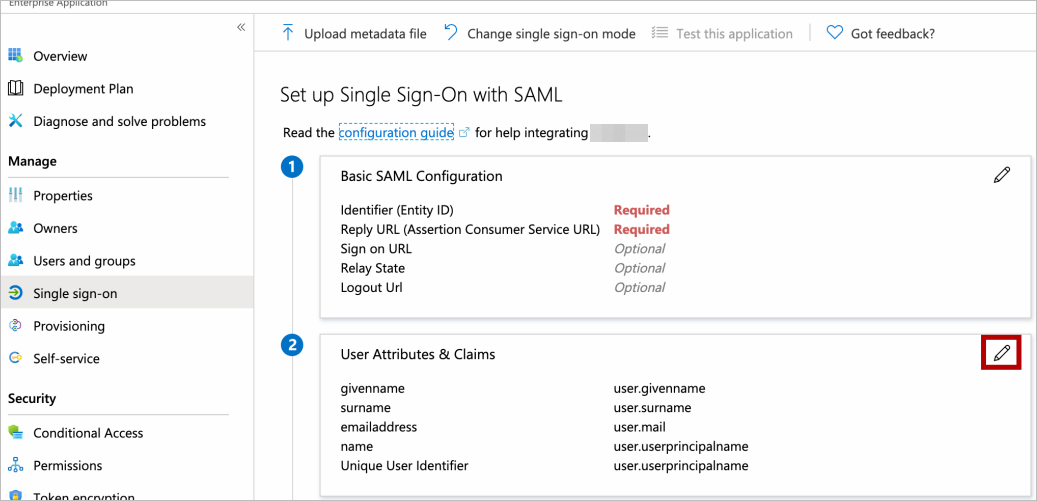 Enterprise Application
«
Upload metadata file
Change single sign-on mode
Test this application
Got feedback?
Overview
Deployment Plan
Diagnose and solve problems
Manage
Properties
Owners
Users and groups
Single sign-on
Provisioning
Self-service
Security
Conditional Access
Permissions
Token encryption
Set up Single Sign-On with SAML
Read the configuration guide for help integrating .
1
Basic SAML Configuration
Identifier (Entity ID) Required
Reply URL (Assertion Consumer Service URL) Required
Sign on URL Optional
Relay State Optional
Logout Url Optional
2
User Attributes & Claims
givenname user.givenname
surname user.surname
emailaddress user.mail
name user.userprincipalname
Unique User Identifier user.userprincipalname